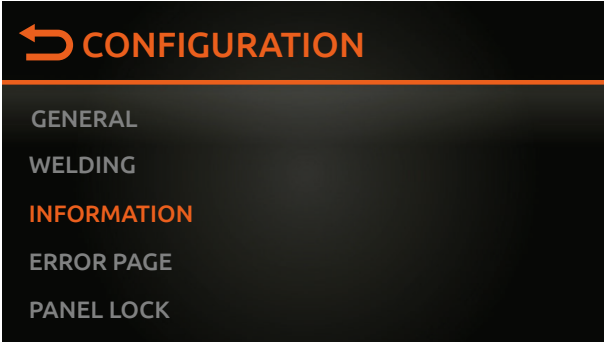 CONFIGURATION
GENERAL
WELDING
INFORMATION
ERROR PAGE
PANEL LOCK